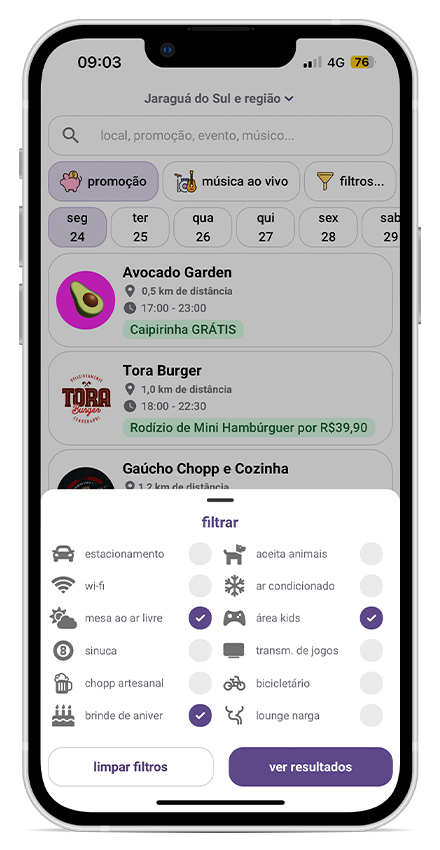 09:03
4G 76
Jaraguá do Sul e região
local, promoção, evento, músico...
promoção música ao vivo filtros...
seg ter qua qui sex sab
24 25 26 27 28 29
Avocado Garden
0,5 km de distância
17:00 - 23:00
Caipirinha GRÁTIS
TORA
Burger
Tora Burger
1,0 km de distância
18:00 - 22:30
Rodízio de Mini Hambúrguer por R$39,90
Gaúcho Chopp e Cozinha
1,2 km de distância
filtrar
estacionamento aceita animais
wi-fi ar condicionado
mesa ao ar livre área kids
8 sinuca transm. de jogos
chopp artesanal bicicletário
brinde de aniver lounge narga
limpar filtros ver resultados